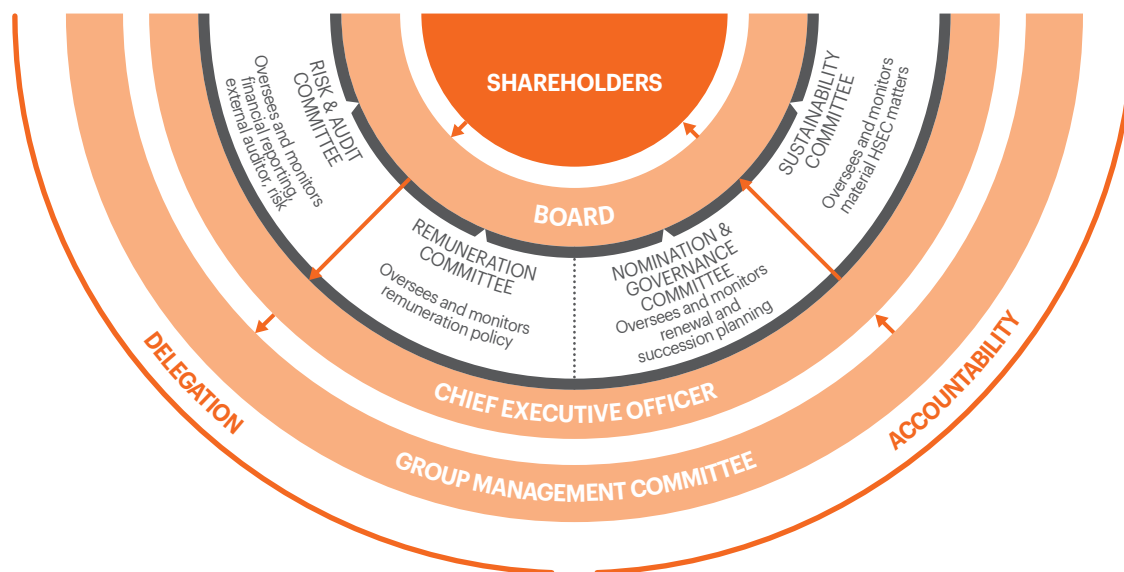 SHAREHOLDERS
BOARD
RISK & AUDIT
COMMITTEE
Oversees and monitors
financial reporting,
external auditor, risk
REMUNERATION
COMMITTEE
Oversees and monitors
remuneration policy
NOMINATION &
GOVERNANCE
COMMITTEE
Oversees and monitors
renewal and
succession planning
SUSTAINABILITY
COMMITTEE
Oversees and monitors
material HSEC matters
CHIEF EXECUTIVE OFFICER
GROUP MANAGEMENT COMMITTEE
DELEGATION
ACCOUNTABILITY